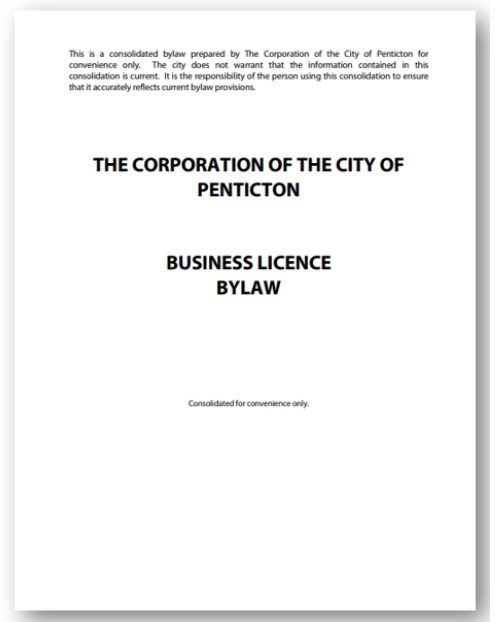 This is a consolidated bylaw prepared by The Corporation of the City of Penticton for
convenience only. The city does not warrant that the information contained in this
consolidation is current. It is the responsibility of the person using this consolidation to ensure
that it accurately reflects current bylaw provisions.
THE CORPORATION OF THE CITY OF
PENTICTON
BUSINESS LICENCE
BYLAW
Consolidated for convenience only.